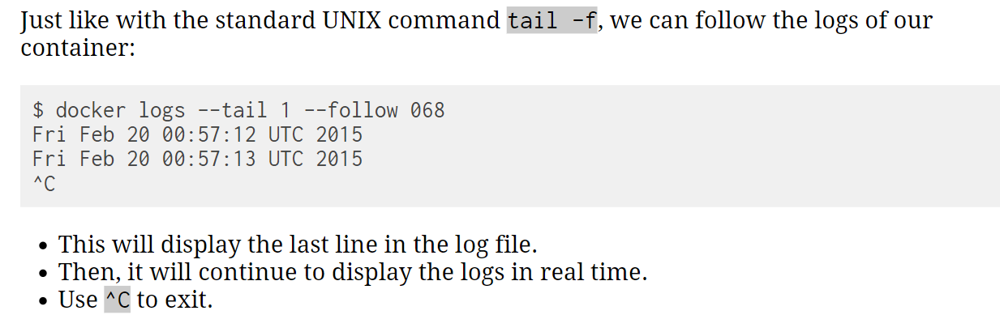 Just like with the standard UNIX command tail -f, we can follow the logs of our
container:
$ docker logs --tail 1 --follow 068
Fri Feb 20 00:57:12 UTC 2015
Fri Feb 20 00:57:13 UTC 2015
^C
• This will display the last line in the log file.
• Then, it will continue to display the logs in real time.
• Use ^C to exit.